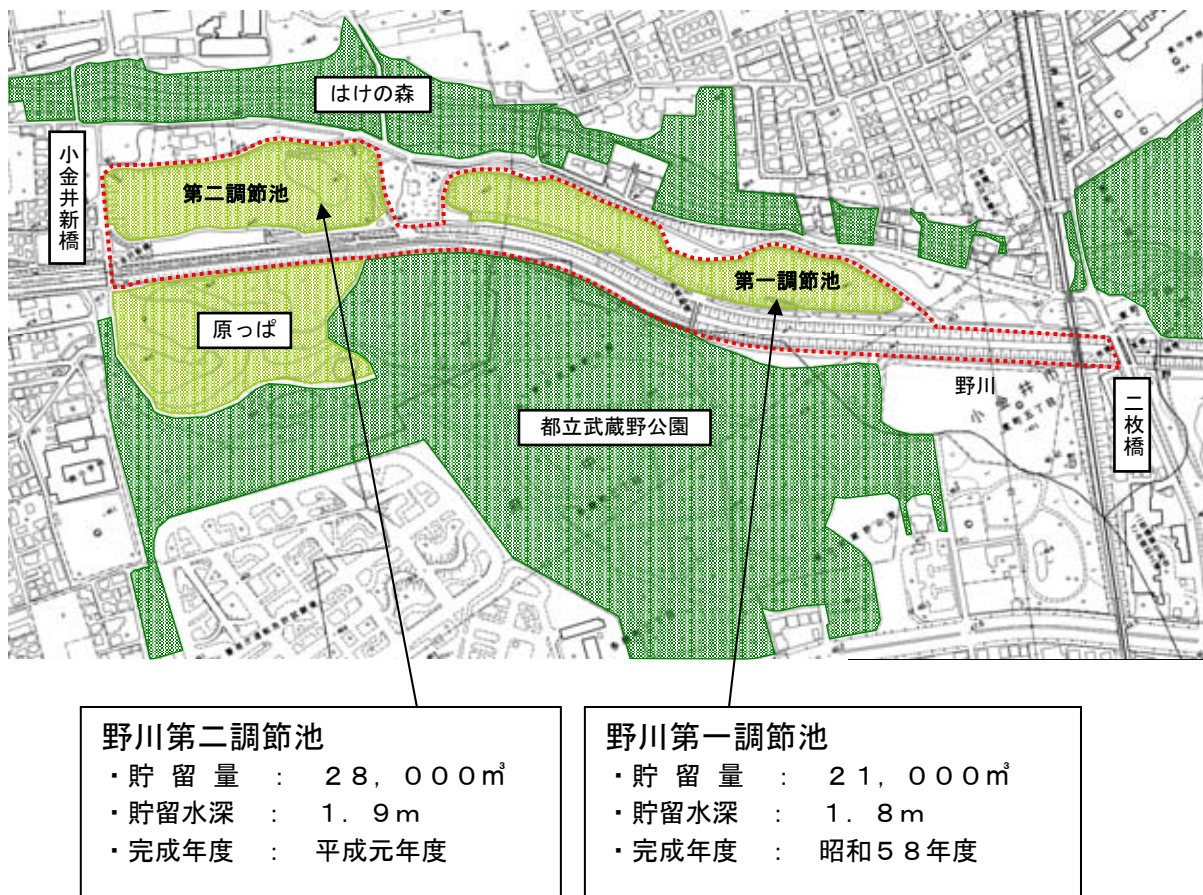 はけの森
小金井新橋
第二調節池
第一調節池
原っぱ
野川
都立武蔵野公園
二枚橋
野川第二調節池
・貯留量 ： ２８，０００㎥
・貯留水深 ： １．９ｍ
・完成年度 ： 平成元年度
野川第一調節池
・貯留量 ： ２１，０００㎥
・貯留水深 ： １．８ｍ
・完成年度 ： 昭和５８年度